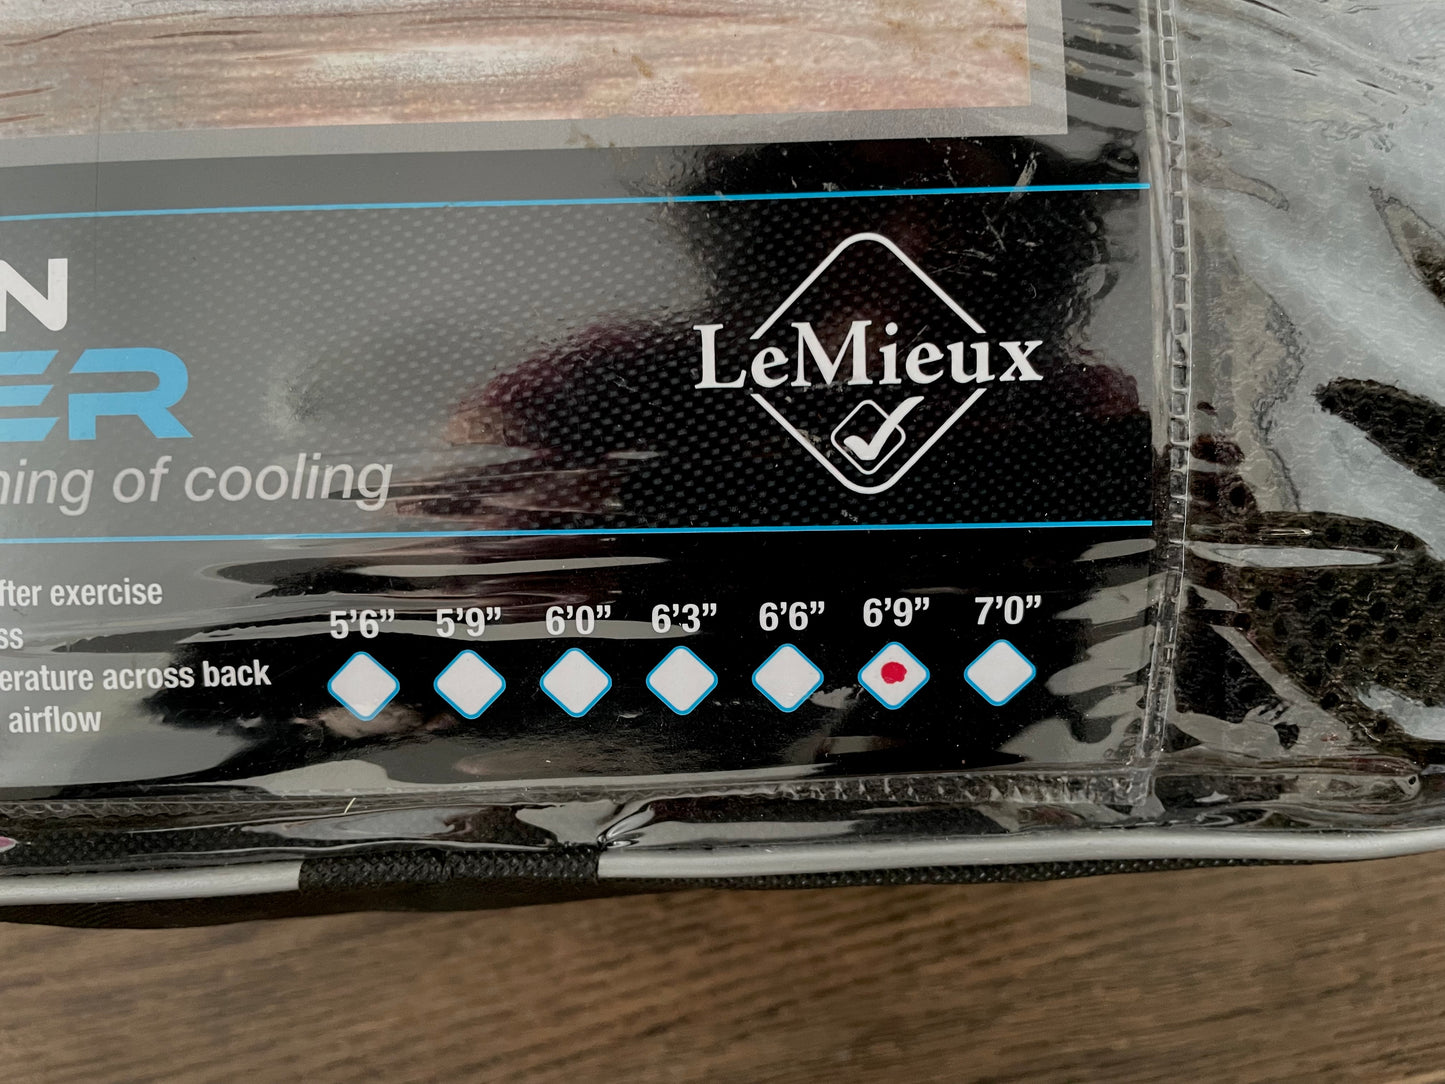 N
ER
ning of cooling
LeMieux
fter exercise
ss
erature across back
airflow
5’6” 5’9” 6’0” 6’3” 6’6” 6’9” 7’0”